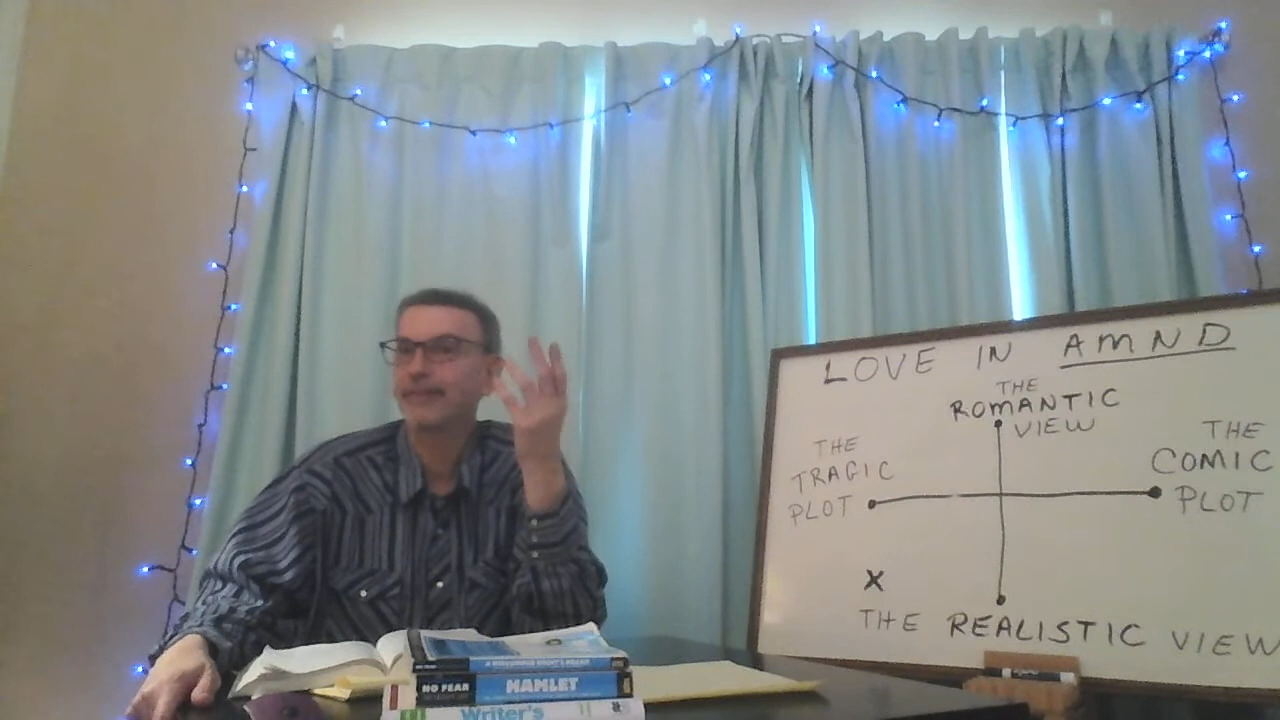 LOVE IN AMND
THE
ROMANTIC
VIEW
THE
TRAGIC
PLOT
THE
COMIC
PLOT
X
THE REALISTIC VIEW
A MIDSUMMER NIGHT'S DREAM
NO FEAR
HAMLET
Writer's